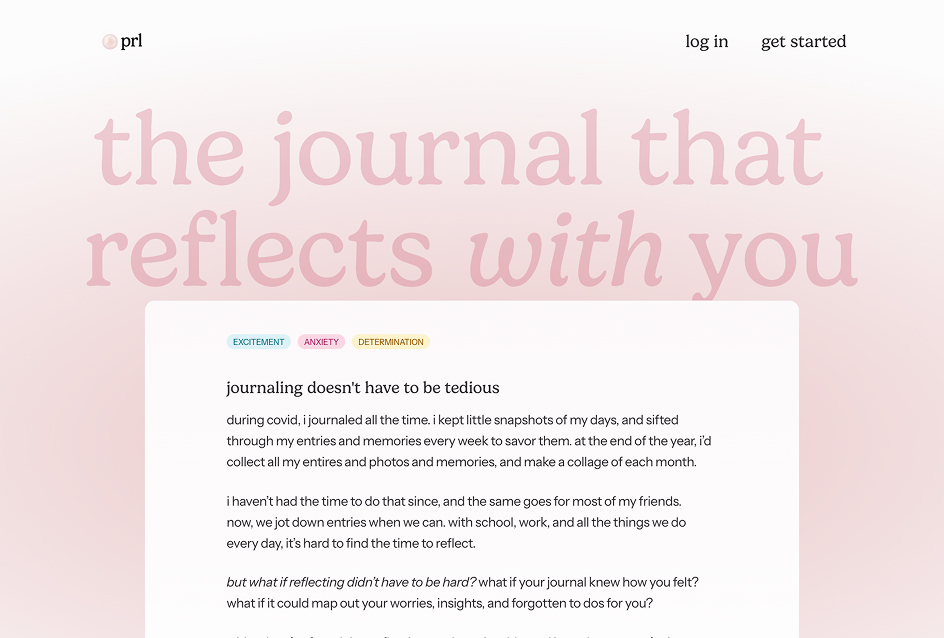 prl
log in
get started
the journal that
reflects with you
EXCITEMENT
ANXIETY
DETERMINATION
journaling doesn't have to be tedious
during covid, i journaled all the time. i kept little snapshots of my days, and sifted
through my entries and memories every week to savor them. at the end of the year, i'd
collect all my entires and photos and memories, and make a collage of each month.
i haven't had the time to do that since, and the same goes for most of my friends.
now, we jot down entries when we can. with school, work, and all the things we do
every day, it's hard to find the time to reflect.
but what if reflecting didn't have to be hard? what if your journal knew how you felt?
what if it could map out your worries, insights, and forgotten to dos for you?